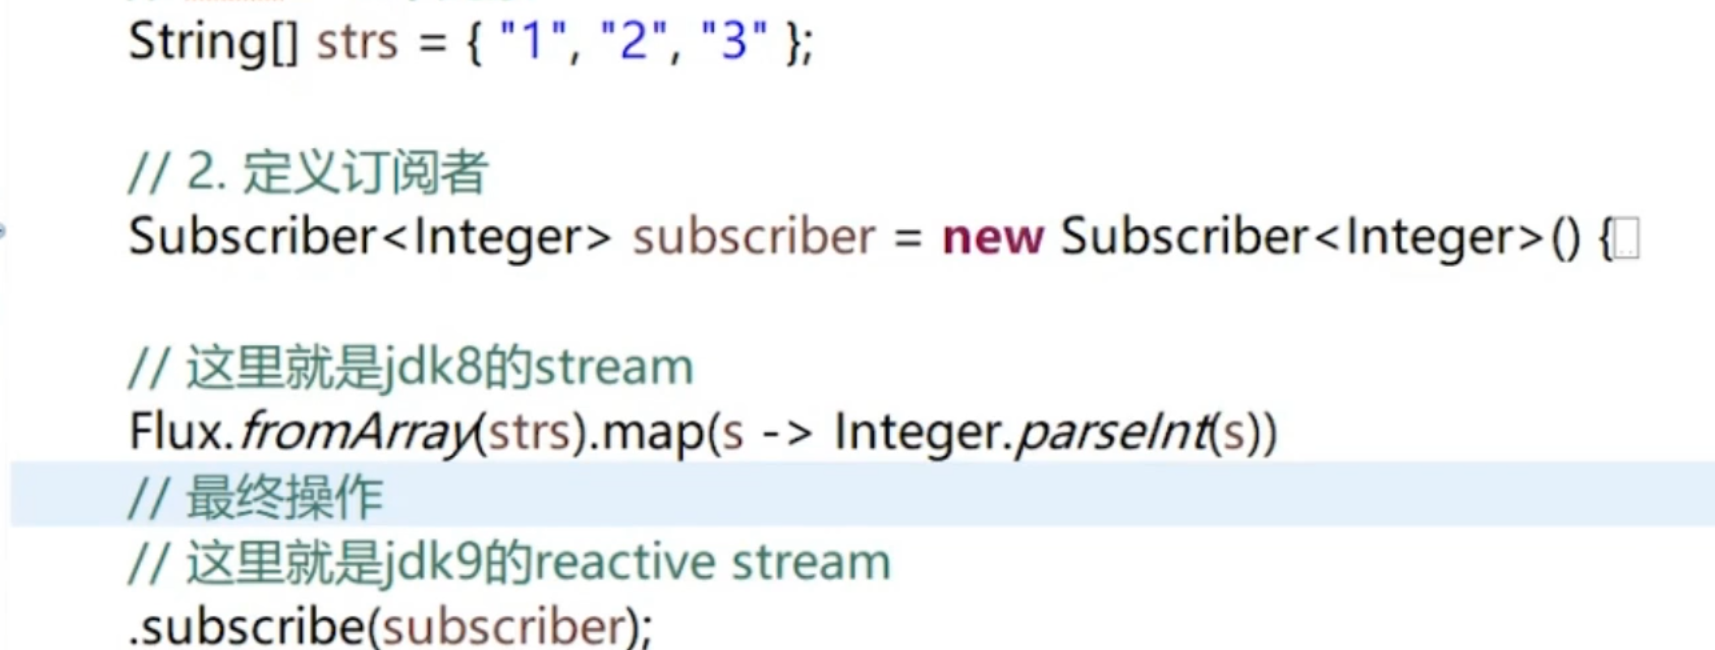 String[] strs = { "1", "2", "3" };
// 2. 定义订阅者
Subscriber<Integer> subscriber = new Subscriber<Integer>() {
// 这里就是jdk8的stream
Flux.fromArray(strs).map(s -> Integer.parseInt(s))
// 最终操作
// 这里就是jdk9的reactive stream
.subscribe(subscriber);